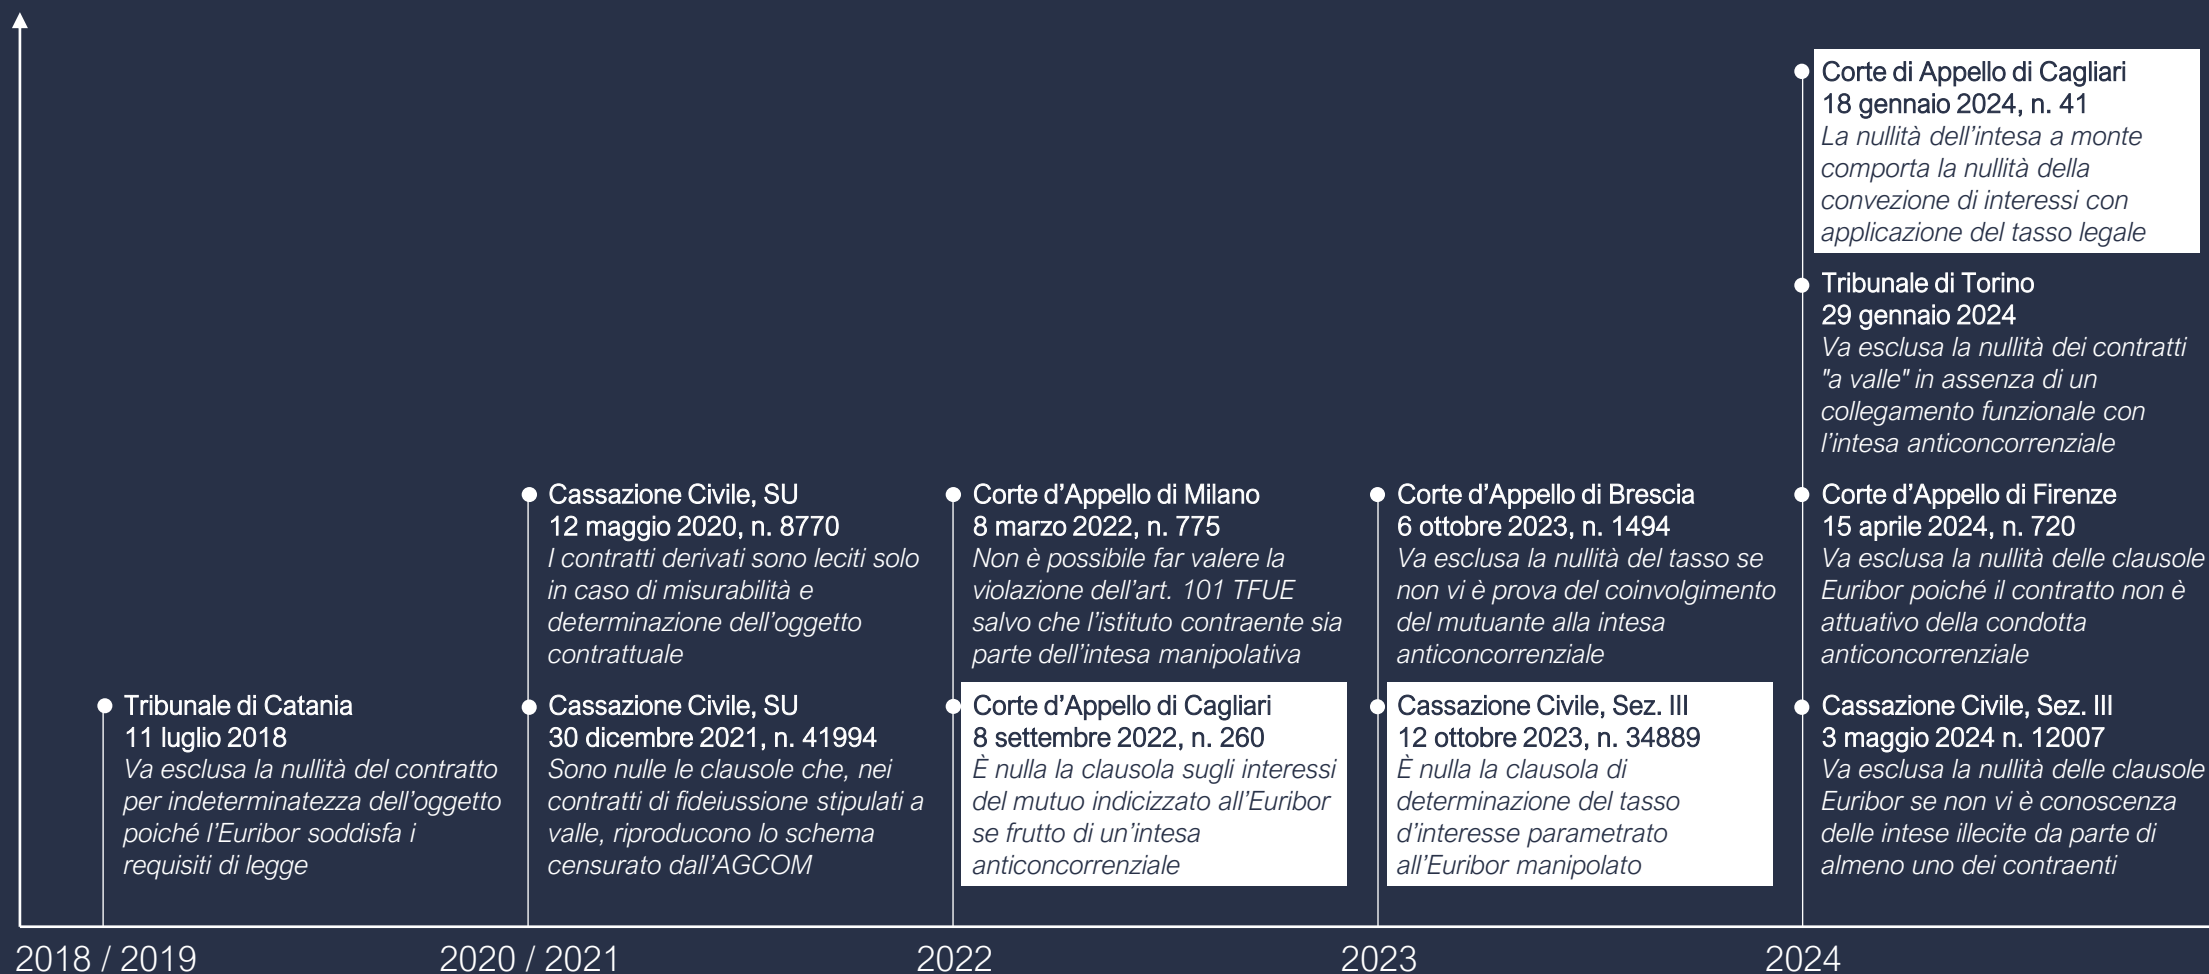 Corte di Appello di Cagliari
18 gennaio 2024, n. 41
La nullità dell’intesa a monte
comporta la nullità della
convezione di interessi con
applicazione del tasso legale
Tribunale di Torino
29 gennaio 2024
Va esclusa la nullità dei contratti
"a valle" in assenza di un
collegamento funzionale con
l’intesa anticoncorrenziale
Cassazione Civile, SU
12 maggio 2020, n. 8770
I contratti derivati sono leciti solo
in caso di misurabilità e
determinazione dell’oggetto
contrattuale
Corte d’Appello di Milano
8 marzo 2022, n. 775
Non è possibile far valere la
violazione dell’art. 101 TFUE
salvo che l’istituto contraente sia
parte dell’intesa manipolativa
Corte d’Appello di Brescia
6 ottobre 2023, n. 1494
Va esclusa la nullità del tasso se
non vi è prova del coinvolgimento
del mutuante alla intesa
anticoncorrenziale
Corte d’Appello di Firenze
15 aprile 2024, n. 720
Va esclusa la nullità delle clausole
Euribor poiché il contratto non è
attuativo della condotta
anticoncorrenziale
Tribunale di Catania
11 luglio 2018
Va esclusa la nullità del contratto
per indeterminatezza dell’oggetto
poiché l’Euribor soddisfa i
requisiti di legge
Cassazione Civile, SU
30 dicembre 2021, n. 41994
Sono nulle le clausole che, nei
contratti di fideiussione stipulati a
valle, riproducono lo schema
censurato dall’AGCOM
Corte d’Appello di Cagliari
8 settembre 2022, n. 260
È nulla la clausola sugli interessi
del mutuo indicizzato all’Euribor
se frutto di un’intesa
anticoncorrenziale
Cassazione Civile, Sez. III
12 ottobre 2023, n. 34889
È nulla la clausola di
determinazione del tasso
d’interesse parametrato
all’Euribor manipolato
Cassazione Civile, Sez. III
3 maggio 2024 n. 12007
Va esclusa la nullità delle clausole
Euribor se non vi è conoscenza
delle intese illecite da parte di
almeno uno dei contraenti
2018 / 2019
2020 / 2021
2022
2023
2024